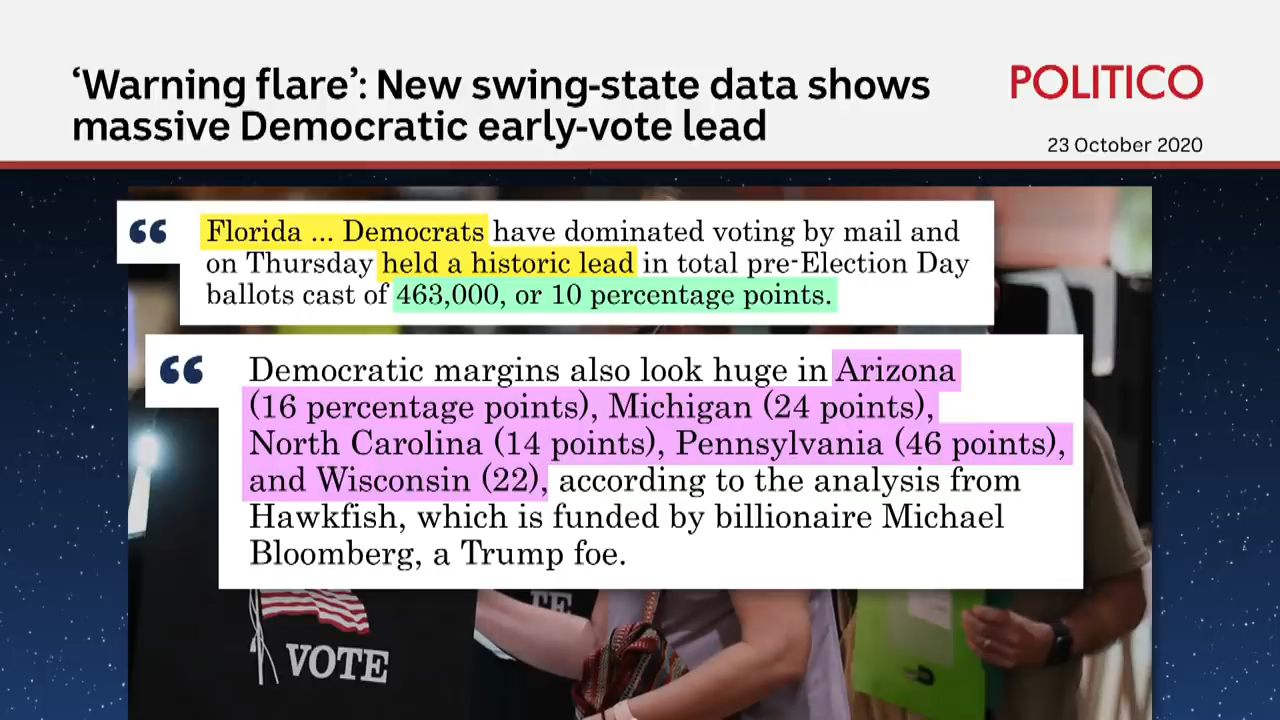 ‘Warning flare’: New swing-state data shows
massive Democratic early-vote lead
POLITICO
23 October 2020
“ Florida ... Democrats have dominated voting by mail and
on Thursday held a historic lead in total pre-Election Day
ballots cast of 463,000, or 10 percentage points.
“ Democratic margins also look huge in Arizona
(16 percentage points), Michigan (24 points),
North Carolina (14 points), Pennsylvania (46 points),
and Wisconsin (22), according to the analysis from
Hawkfish, which is funded by billionaire Michael
Bloomberg, a Trump foe.
VOTE